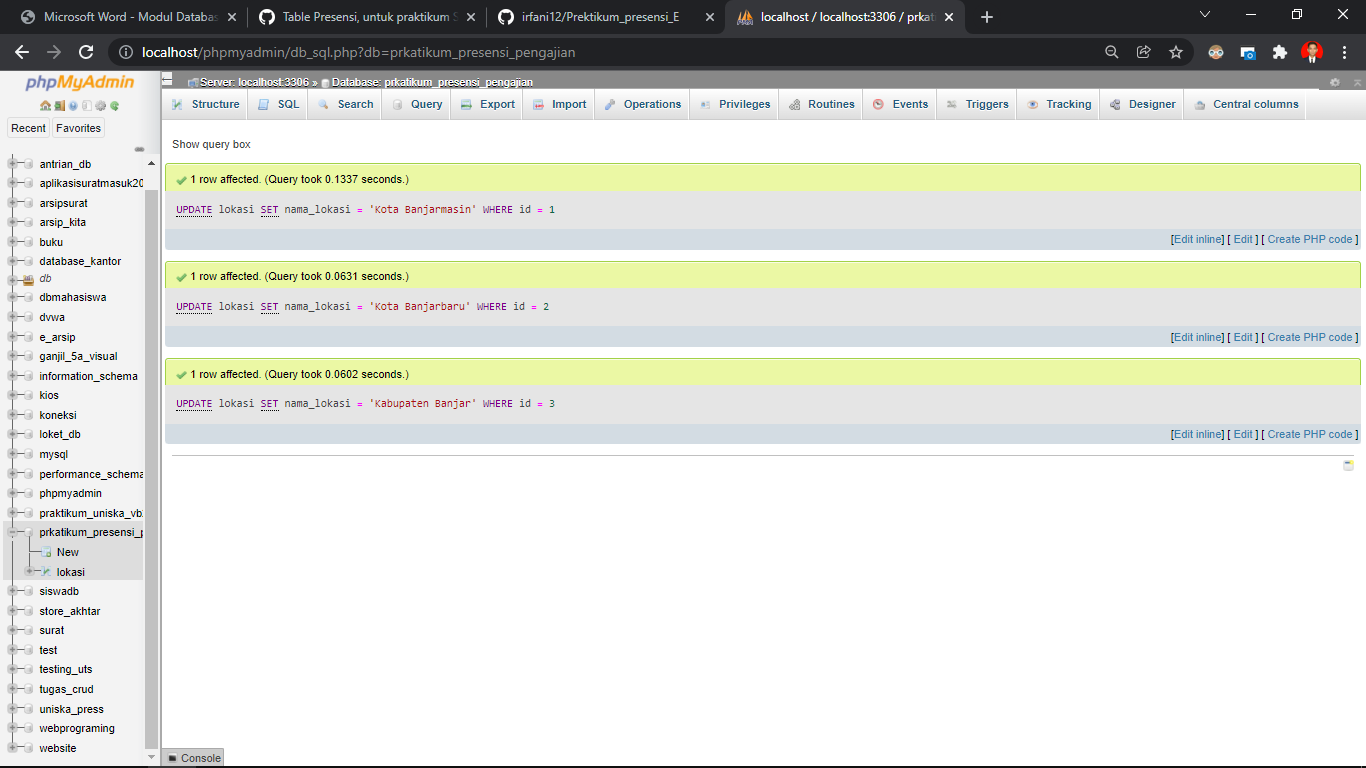 Microsoft Word - Modul Databas
Table Presensi, untuk praktikum S
irfani12/Prektikum_presensi_E
localhost / localhost:3306 / prkati
localhost/phpmyadmin/db_sql.php?db=prkatikum_presensi_pengajian
phpMyAdmin
Recent
Favorites
antrian_db
aplikasisuratmasuk20
arsipsurat
arsip_kita
buku
database_kantor
db
dbmahasiswa
dvwa
e_arsip
ganjil_5a_visual
information_schema
kios
koneksi
loket_db
mysql
performance_schema
phpmyadmin
praktikum_uniska_vb
prkatikum_presensi_p
New
lokasi
siswadb
store_akhtar
surat
test
testing_uts
tugas_crud
uniska_press
webprograming
website
Server: localhost:3306 » Database: prkatikum_presensi_pengajian
Structure SQL Search Query Export Import Operations Privileges Routines Events Triggers Tracking Designer Central columns
Show query box
1 row affected. (Query took 0.1337 seconds.)
UPDATE lokasi SET nama_lokasi = 'Kota Banjarmasin' WHERE id = 1
[Edit inline] [ Edit ] [ Create PHP code ]
1 row affected. (Query took 0.0631 seconds.)
UPDATE lokasi SET nama_lokasi = 'Kota Banjarbaru' WHERE id = 2
[Edit inline] [ Edit ] [ Create PHP code ]
1 row affected. (Query took 0.0602 seconds.)
UPDATE lokasi SET nama_lokasi = 'Kabupaten Banjar' WHERE id = 3
[Edit inline] [ Edit ] [ Create PHP code ]
Console